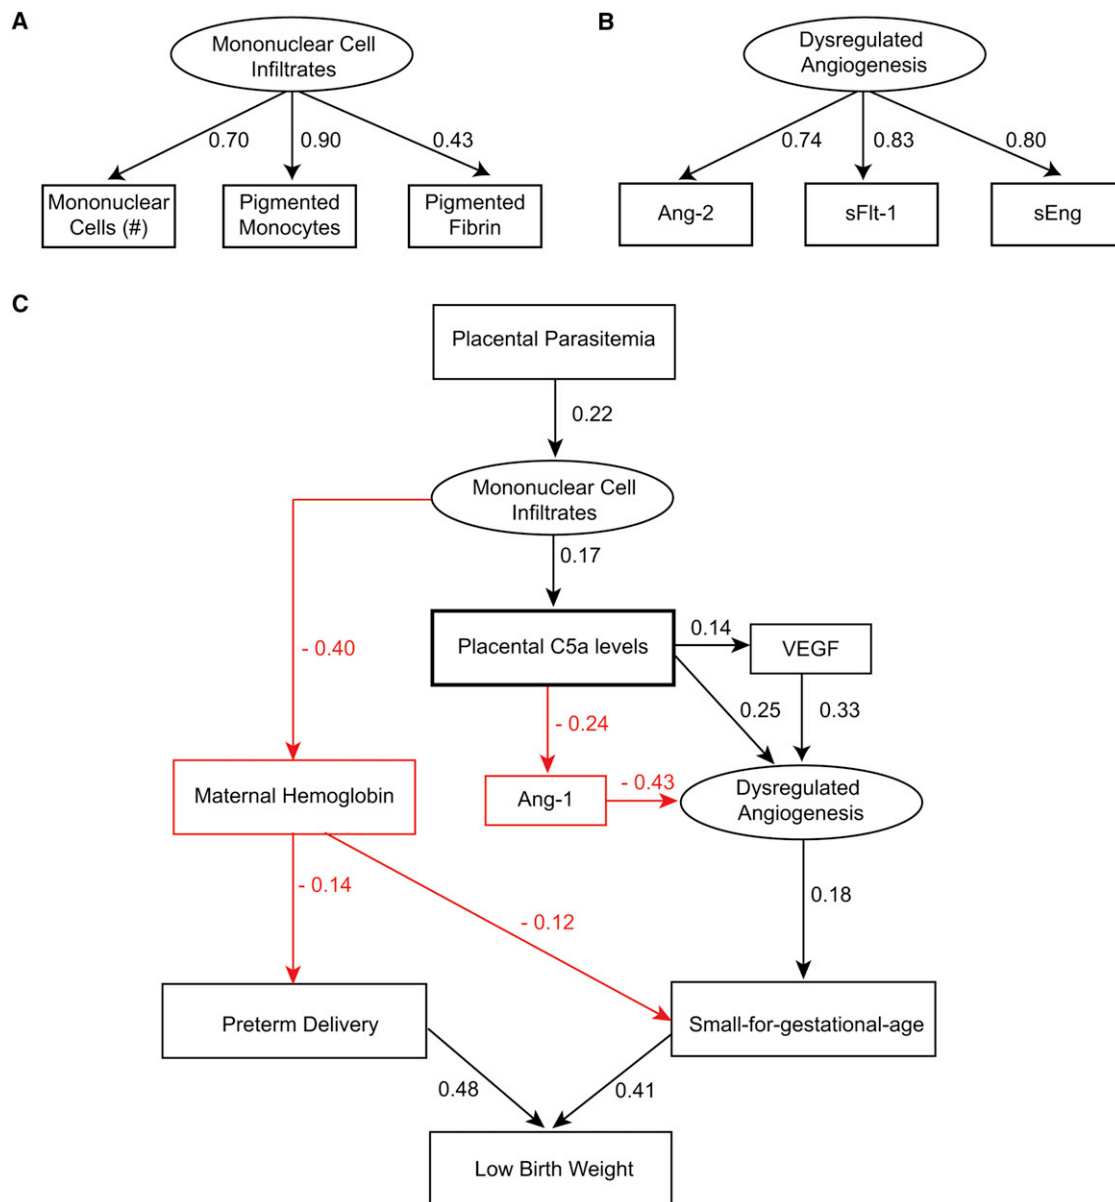 A
Mononuclear Cell
Infiltrates
0.70
0.90
0.43
Mononuclear
Cells (#)
Pigmented
Monocytes
Pigmented
Fibrin
B
Dysregulated
Angiogenesis
0.74
0.83
0.80
Ang-2
sFlt-1
sEng
C
Placental Parasitemia
0.22
Mononuclear Cell
Infiltrates
0.17
- 0.40
Placental C5a levels
0.14
VEGF
- 0.24
0.25
0.33
Maternal Hemoglobin
Ang-1
- 0.43
Dysregulated
Angiogenesis
- 0.14
- 0.12
0.18
Preterm Delivery
Small-for-gestational-age
0.48
0.41
Low Birth Weight